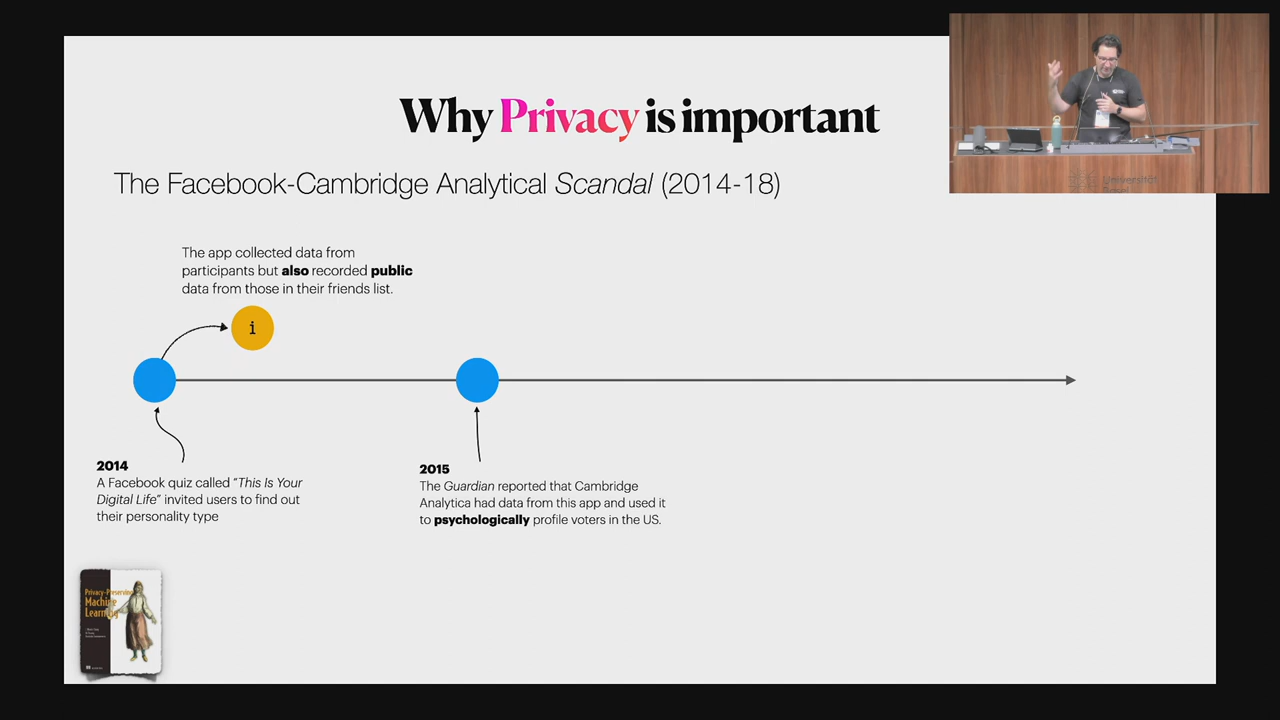 Why Privacy is important
The Facebook-Cambridge Analytical Scandal (2014-18)
The app collected data from
participants but also recorded public
data from those in their friends list.
i
2014
A Facebook quiz called “This Is Your
Digital Life” invited users to find out
their personality type
2015
The Guardian reported that Cambridge
Analytica had data from this app and used it
to psychologically profile voters in the US.
Privacy-Preserving
Machine
Learning
Universität